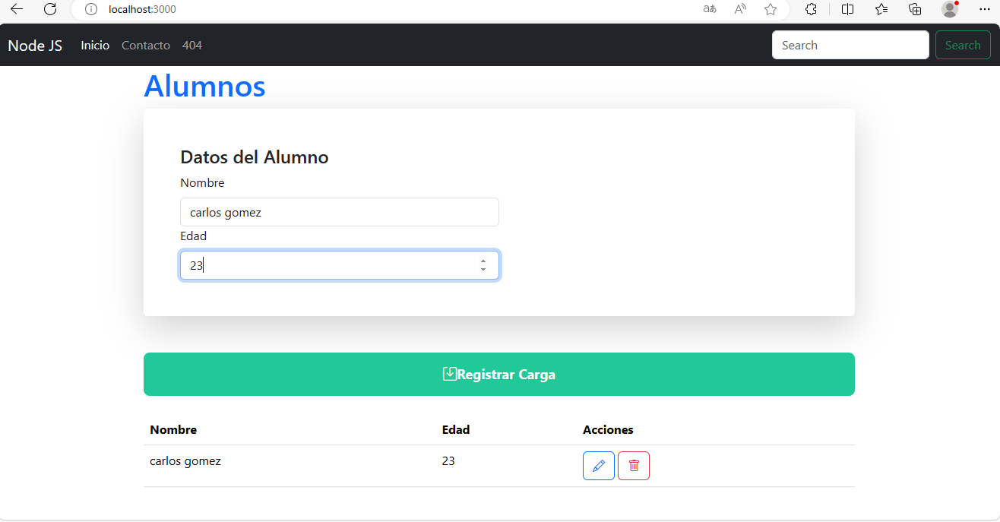 localhost:3000
Node JS Inicio Contacto 404 Search Search
Alumnos
Datos del Alumno
Nombre
carlos gomez
Edad
23
Registrar Carga
Nombre Edad Acciones
carlos gomez 23